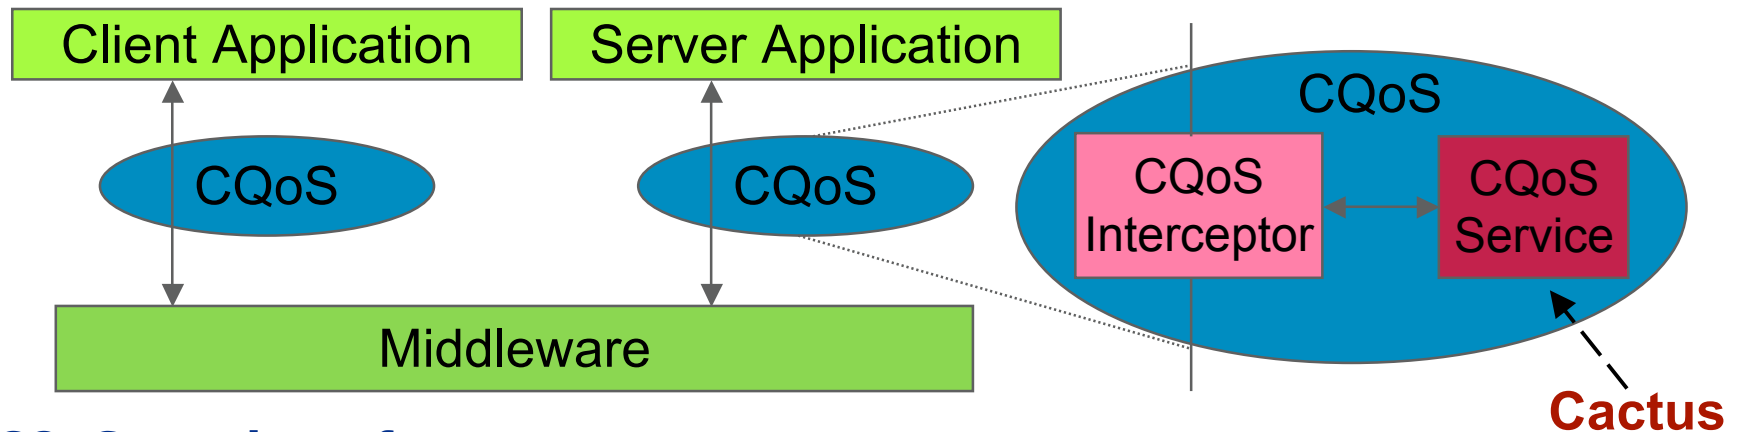 Client Application
Server Application
CQoS
CQoS
CQoS
CQoS
Interceptor
CQoS
Service
Middleware
Cactus